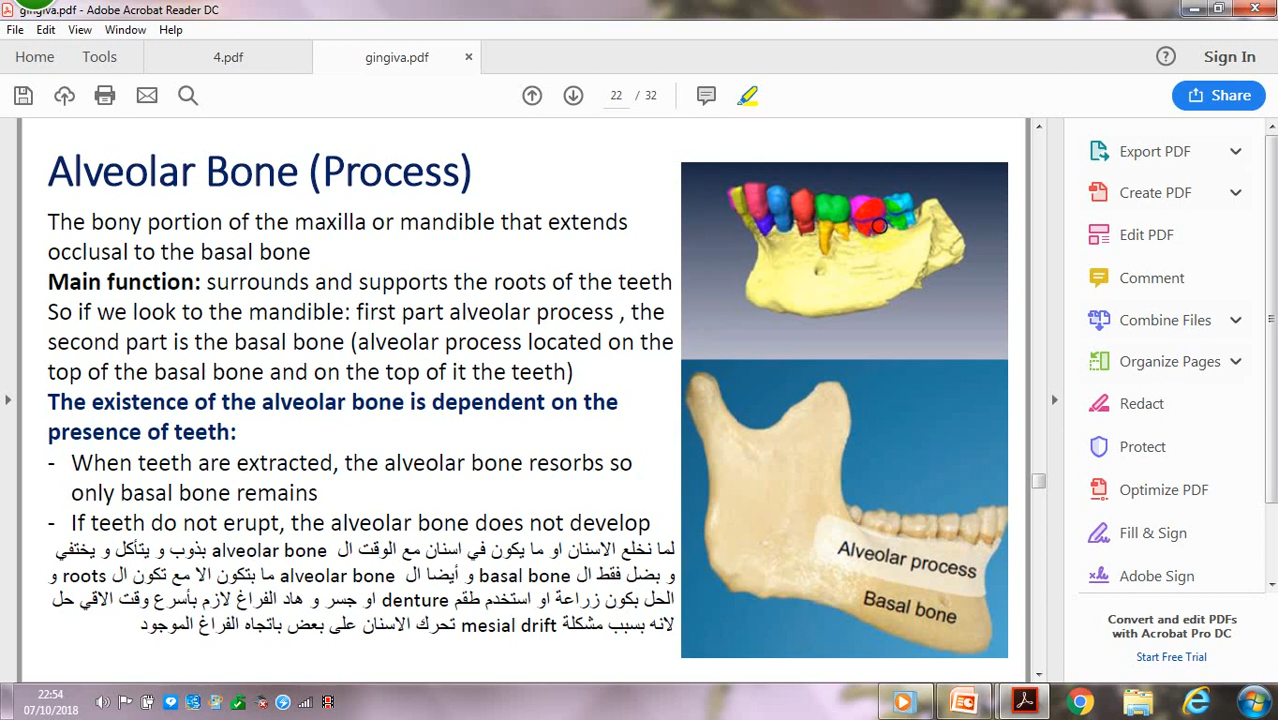 gingiva.pdf - Adobe Acrobat Reader DC
File Edit View Window Help
Home Tools 4.pdf gingiva.pdf × Sign In
22 / 32 Share
Alveolar Bone (Process)
The bony portion of the maxilla or mandible that extends
occlusal to the basal bone
Main function: surrounds and supports the roots of the teeth
So if we look to the mandible: first part alveolar process , the
second part is the basal bone (alveolar process located on the
top of the basal bone and on the top of it the teeth)
The existence of the alveolar bone is dependent on the
presence of teeth:
- When teeth are extracted, the alveolar bone resorbs so
only basal bone remains
- If teeth do not erupt, the alveolar bone does not develop
لما نخلع الاسنان او ما يكون في اسنان مع الوقت ال alveolar bone بذوب و يتأكل و يختفي
و بضل فقط ال basal bone و أيضا ال alveolar bone ما بتكون الا مع تكون ال roots و
الحل بكون زراعة او استخدم طقم denture او جسر و هاد الفراغ لازم بأسرع وقت الاقي حل
لانه بسبب مشكلة mesial drift تحرك الاسنان على بعض باتجاه الفراغ الموجود
Alveolar process
Basal bone
Export PDF
Create PDF
Edit PDF
Comment
Combine Files
Organize Pages
Redact
Protect
Optimize PDF
Fill & Sign
Adobe Sign
Convert and edit PDFs
with Acrobat Pro DC
Start Free Trial
22:54
07/10/2018